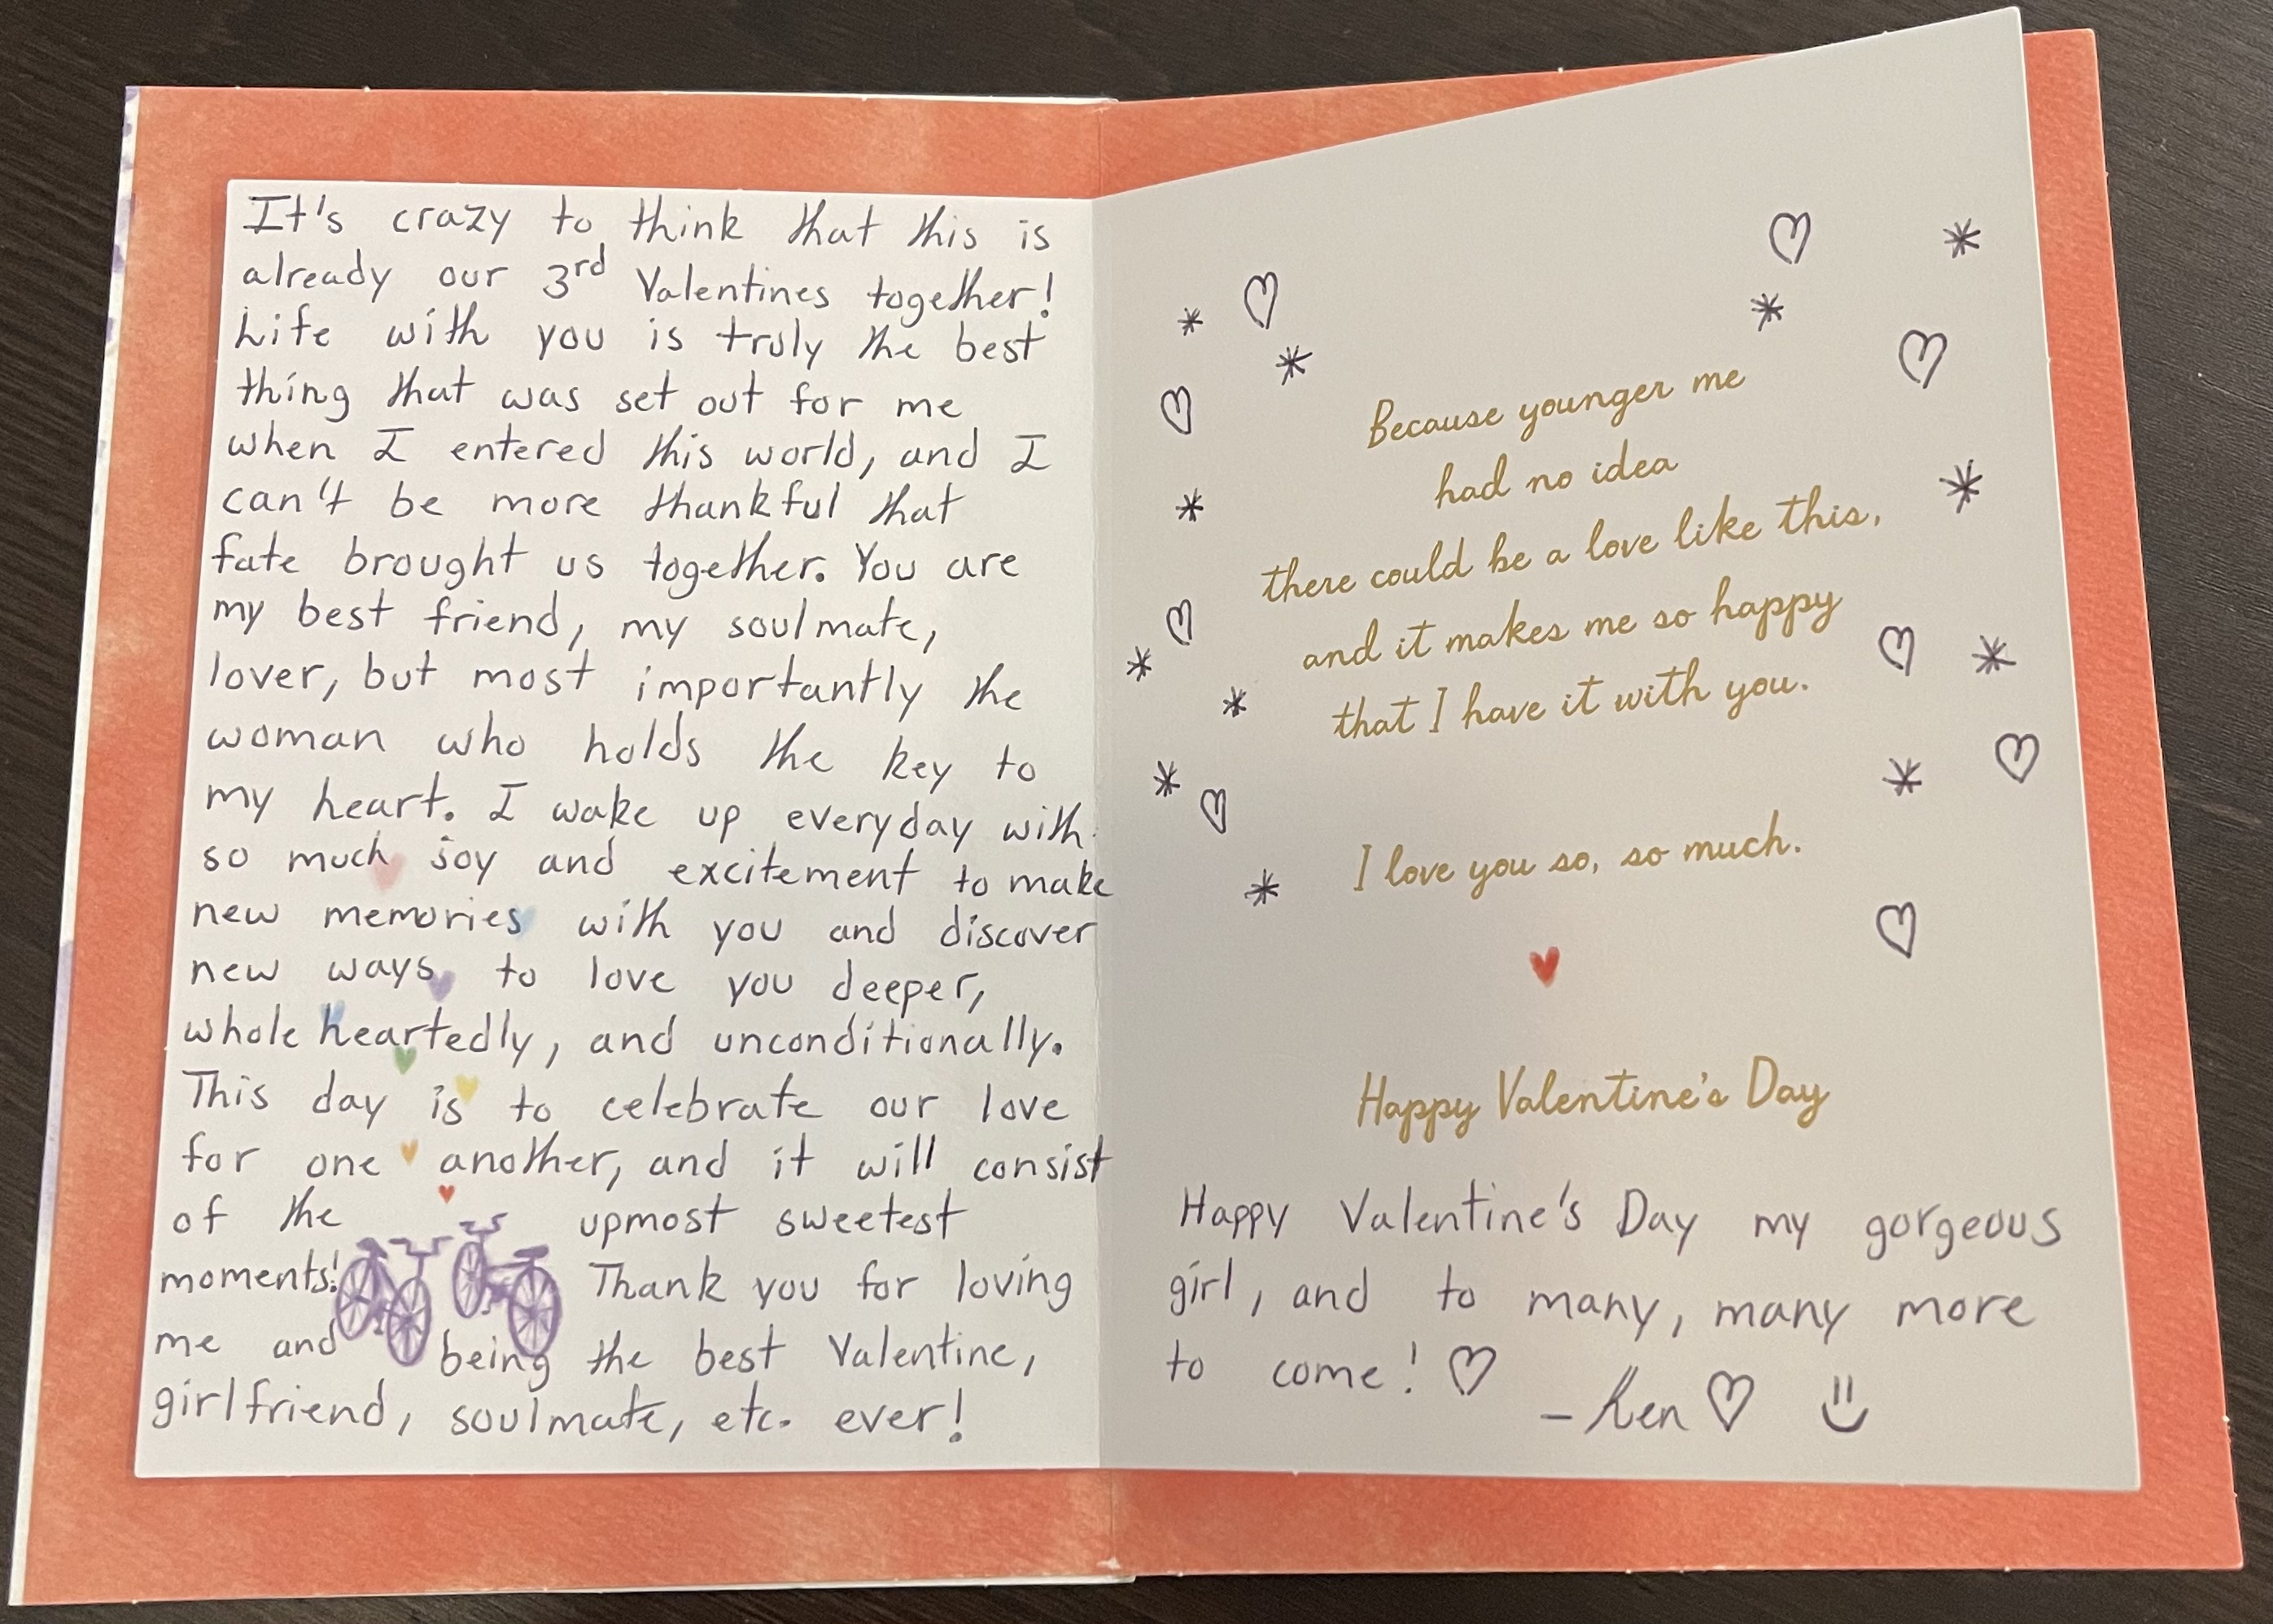 It's crazy to think that this is
already our 3rd Valentines together!
Life with you is truly the best
thing that was set out for me
when I entered this world, and I
can't be more thankful that
fate brought us together. You are
my best friend, my soulmate,
lover, but most importantly the
woman who holds the key to
my heart. I wake up everyday with
so much joy and excitement to make
new memories with you and discover
new ways to love you deeper,
whole heartedly, and unconditionally.
This day is to celebrate our love
for one another, and it will consist
of the upmost sweetest
moments! Thank you for loving
me and being the best Valentine,
girlfriend, soulmate, etc. ever!
Because younger me
had no idea
there could be a love like this,
and it makes me so happy
that I have it with you.
I love you so, so much.
Happy Valentine's Day
Happy Valentine's Day my gorgeous
girl, and to many, many more
to come! ♡
- Ken ♡ =)